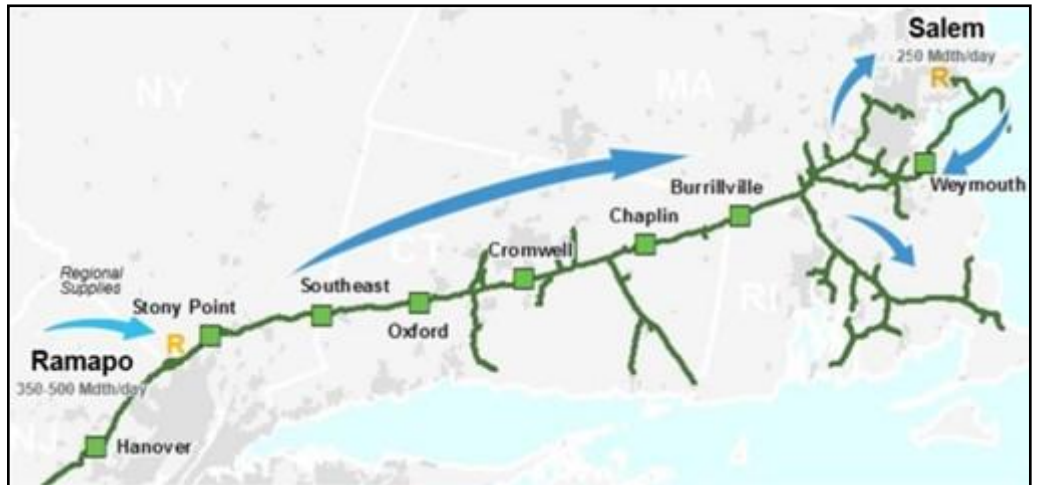 Salem
250 Mdth/day
R
NY
MA
Weymouth
Burrillville
Chaplin
CT
Cromwell
Regional
Supplies
Southeast
Stony Point
RI
Oxford
R
Ramapo
350-500 Mdth/day
NJ
Hanover